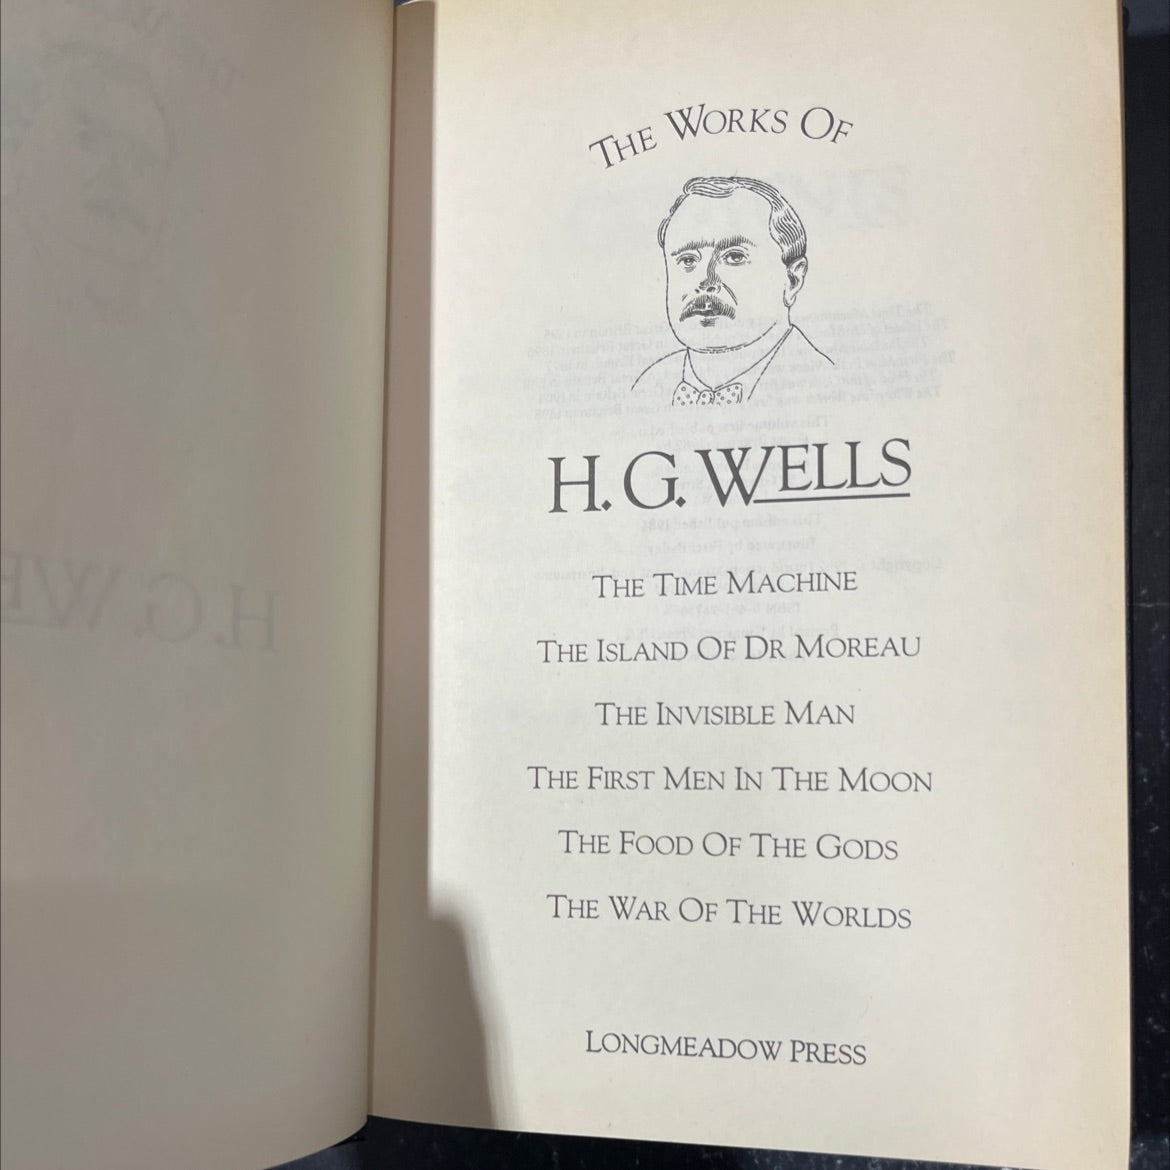 THE WORKS OF
H. G. WELLS
THE TIME MACHINE
THE ISLAND OF DR MOREAU
THE INVISIBLE MAN
THE FIRST MEN IN THE MOON
THE FOOD OF THE GODS
THE WAR OF THE WORLDS
LONGMEADOW PRESS